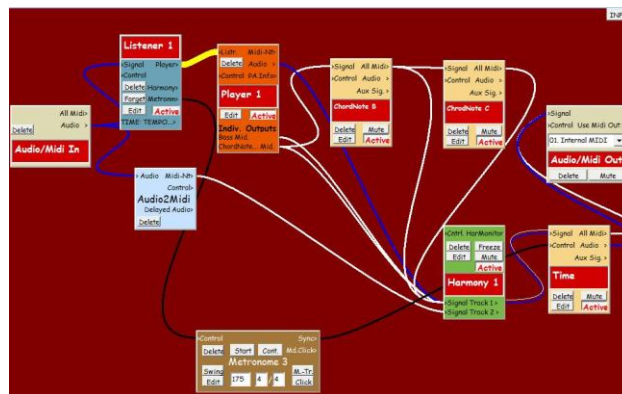 INF
Listener 1
›Signal Player›
›Control
Delete Harmony›
Forget Metrono›
Edit Active
TIME: TEMPO...›
›Listr. Midi-Nt›
Delete Audio ›
›Control PA.Info›
Player 1
Edit Active
Indiv. Outputs
Bass Mid.
ChordNote... Mid.
›Signal All Midi›
›Control Audio ›
Aux Sig. ›
ChordNote B
Delete Mute
Edit Active
›Signal All Midi›
›Control Audio ›
Aux Sig. ›
ChrodNote C
Delete Mute
Edit Active
›Signal
›Control Use Midi Out
01. Internal MIDI
Audio/Midi Out
Delete Mute
All Midi›
Audio ›
Delete
Audio/Midi In
›Audio Midi-Nt›
Control›
Audio2Midi
Delayed Audio›
Delete
›Cntrl. HarMonitor
Delete Freeze
Edit Mute
Active
Harmony 1
›Signal Track 1 ›
›Signal Track 2 ›
›Signal All Midi›
›Control Audio ›
Aux Sig. ›
Time
Delete Mute
Edit Active
›Control Sync›
Delete Start Cont. Md.Click›
Metronome 3
Swing M.-Tr.
Edit 175 4 / 4 Click